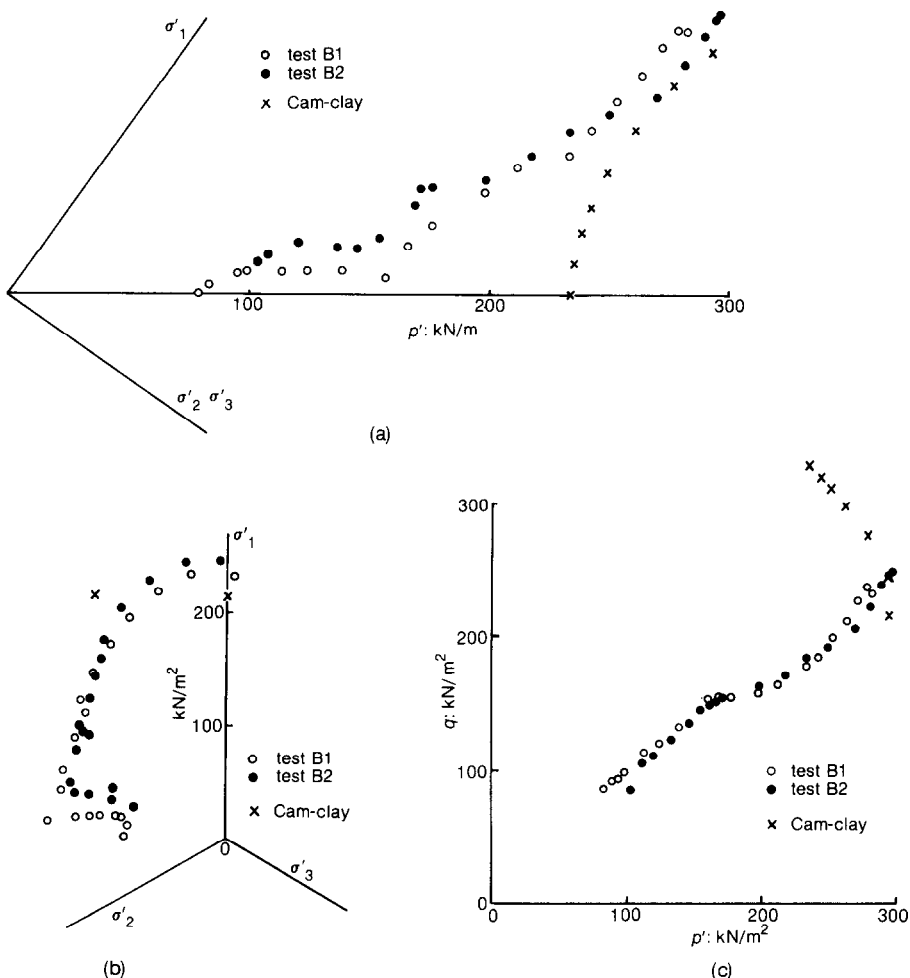 σ'1
test B1
test B2
Cam-clay
100
200
300
p': kN/m
σ'2 σ'3
(a)
σ'1
200
kN/m²
100
test B1
test B2
Cam-clay
0
σ'3
σ'2
(b)
300
200
q: kN/m²
100
test B1
test B2
Cam-clay
0
0
100
200
300
p': kN/m²
(c)